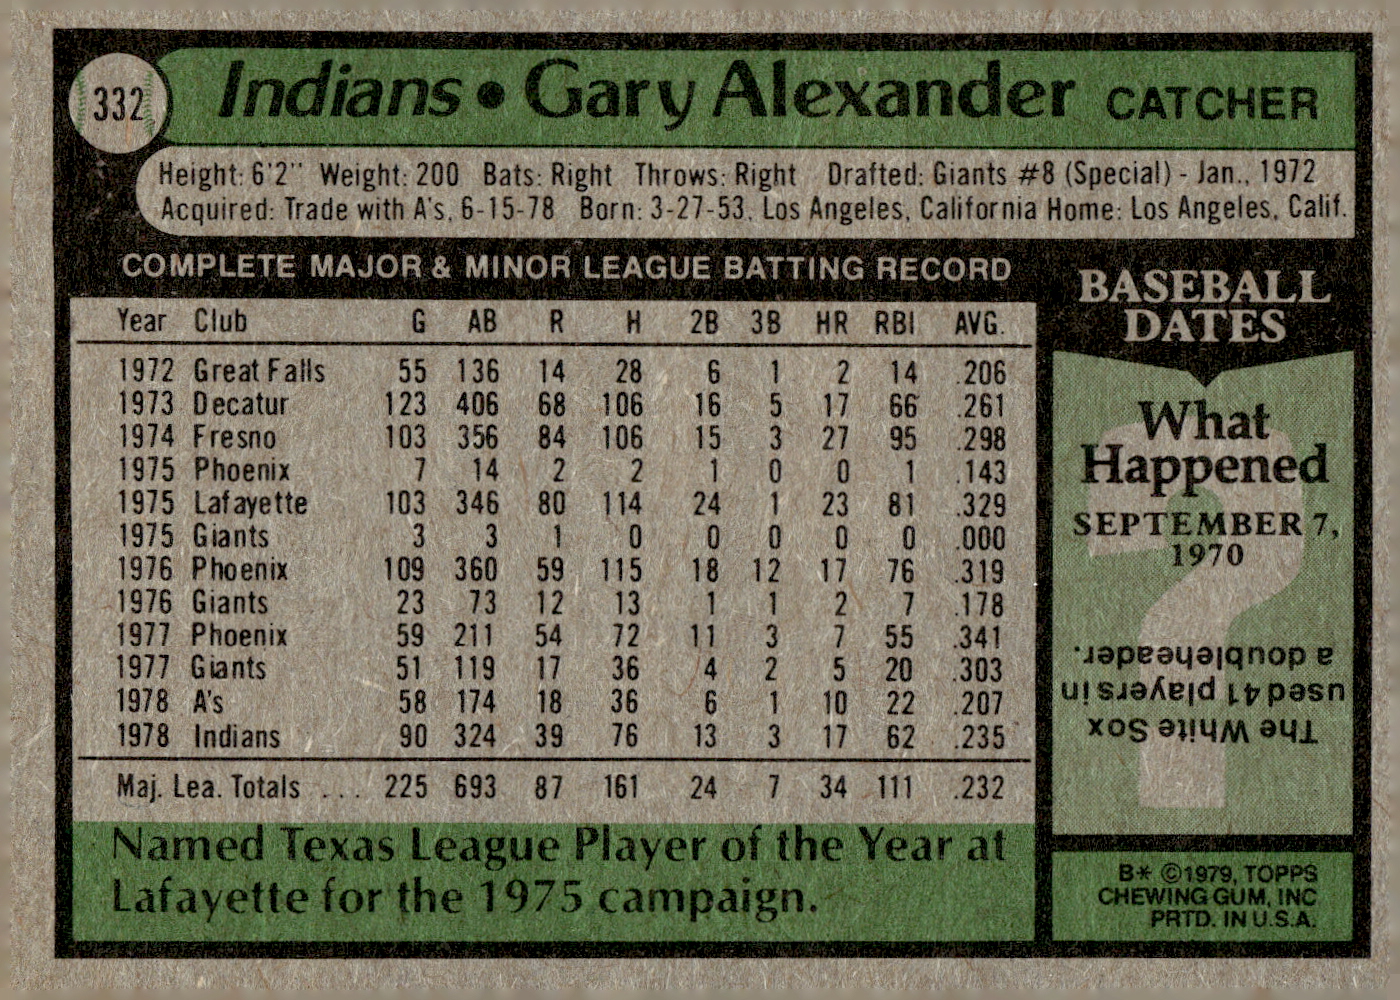 332
Indians • Gary Alexander CATCHER
Height: 6'2" Weight: 200 Bats: Right Throws: Right Drafted: Giants #8 (Special) - Jan., 1972
Acquired: Trade with A's, 6-15-78 Born: 3-27-53, Los Angeles, California Home: Los Angeles, Calif.
COMPLETE MAJOR & MINOR LEAGUE BATTING RECORD
Year Club G AB R H 2B 3B HR RBI AVG.
1972 Great Falls 55 136 14 28 6 1 2 14 .206
1973 Decatur 123 406 68 106 16 5 17 66 .261
1974 Fresno 103 356 84 106 15 3 27 95 .298
1975 Phoenix 7 14 2 2 1 0 0 1 .143
1975 Lafayette 103 346 80 114 24 1 23 81 .329
1975 Giants 3 3 1 0 0 0 0 0 .000
1976 Phoenix 109 360 59 115 18 12 17 76 .319
1976 Giants 23 73 12 13 1 1 2 7 .178
1977 Phoenix 59 211 54 72 11 3 7 55 .341
1977 Giants 51 119 17 36 4 2 5 20 .303
1978 A's 58 174 18 36 6 1 10 22 .207
1978 Indians 90 324 39 76 13 3 17 62 .235
Maj. Lea. Totals ... 225 693 87 161 24 7 34 111 .232
Named Texas League Player of the Year at
Lafayette for the 1975 campaign.
BASEBALL
DATES
What
Happened
SEPTEMBER 7,
1970
?
The White Sox
used 41 players in
a doubleheader.
B* ©1979, TOPPS
CHEWING GUM, INC
PRTD. IN U.S.A.